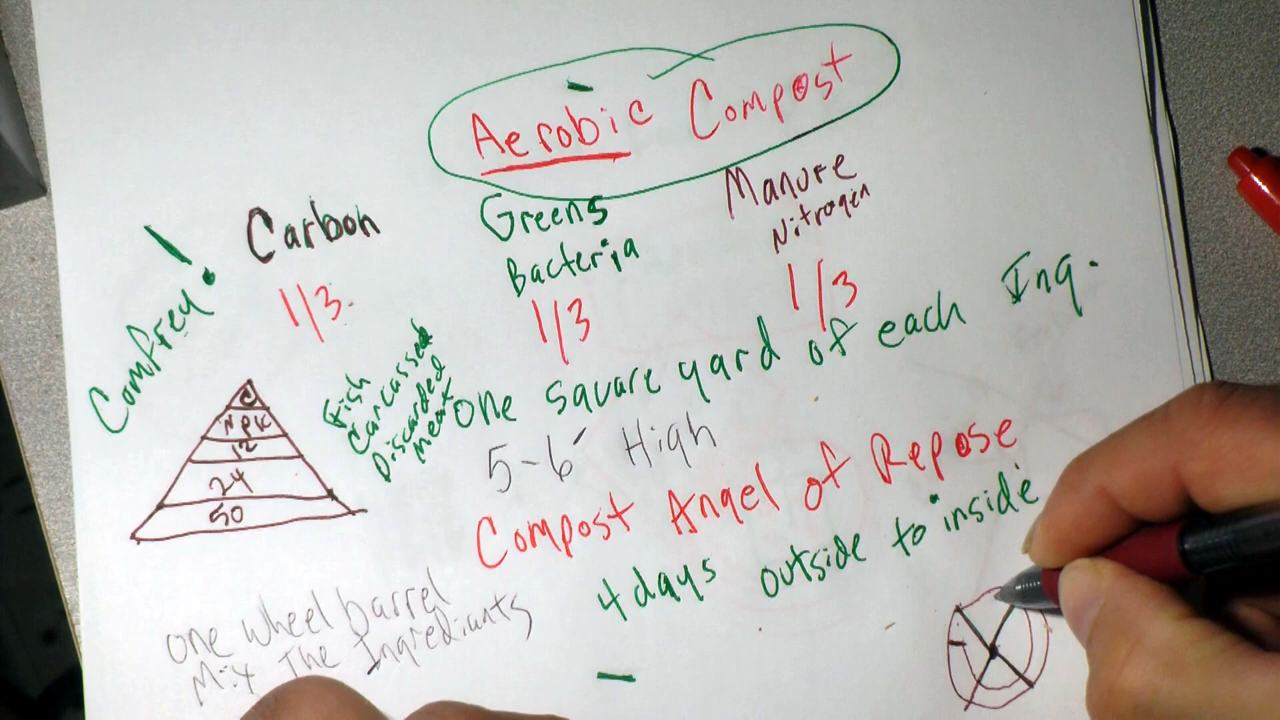 Aerobic Compost
Carbon
1/3
Greens
Bacteria
1/3
Manure
Nitrogen
1/3
Comfrey!
Fish
Carcasses
Discarded
meat
one square yard of each Ing.
5-6' High
C
NPK
12
24
50
Compost Angel of Repose
4 days outside to inside
one wheel barrel
Mix The Ingrediants